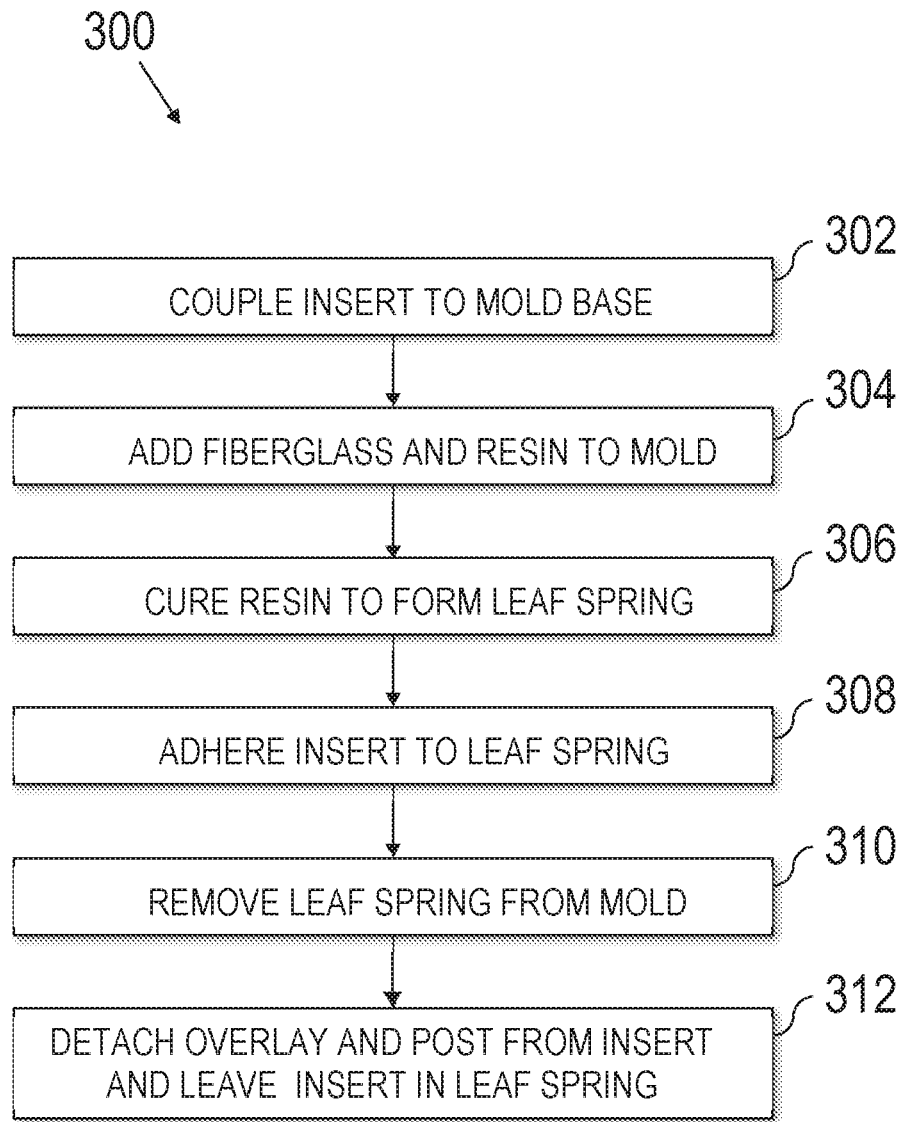 300
302
COUPLE INSERT TO MOLD BASE
304
ADD FIBERGLASS AND RESIN TO MOLD
306
CURE RESIN TO FORM LEAF SPRING
308
ADHERE INSERT TO LEAF SPRING
310
REMOVE LEAF SPRING FROM MOLD
312
DETACH OVERLAY AND POST FROM INSERT
AND LEAVE INSERT IN LEAF SPRING